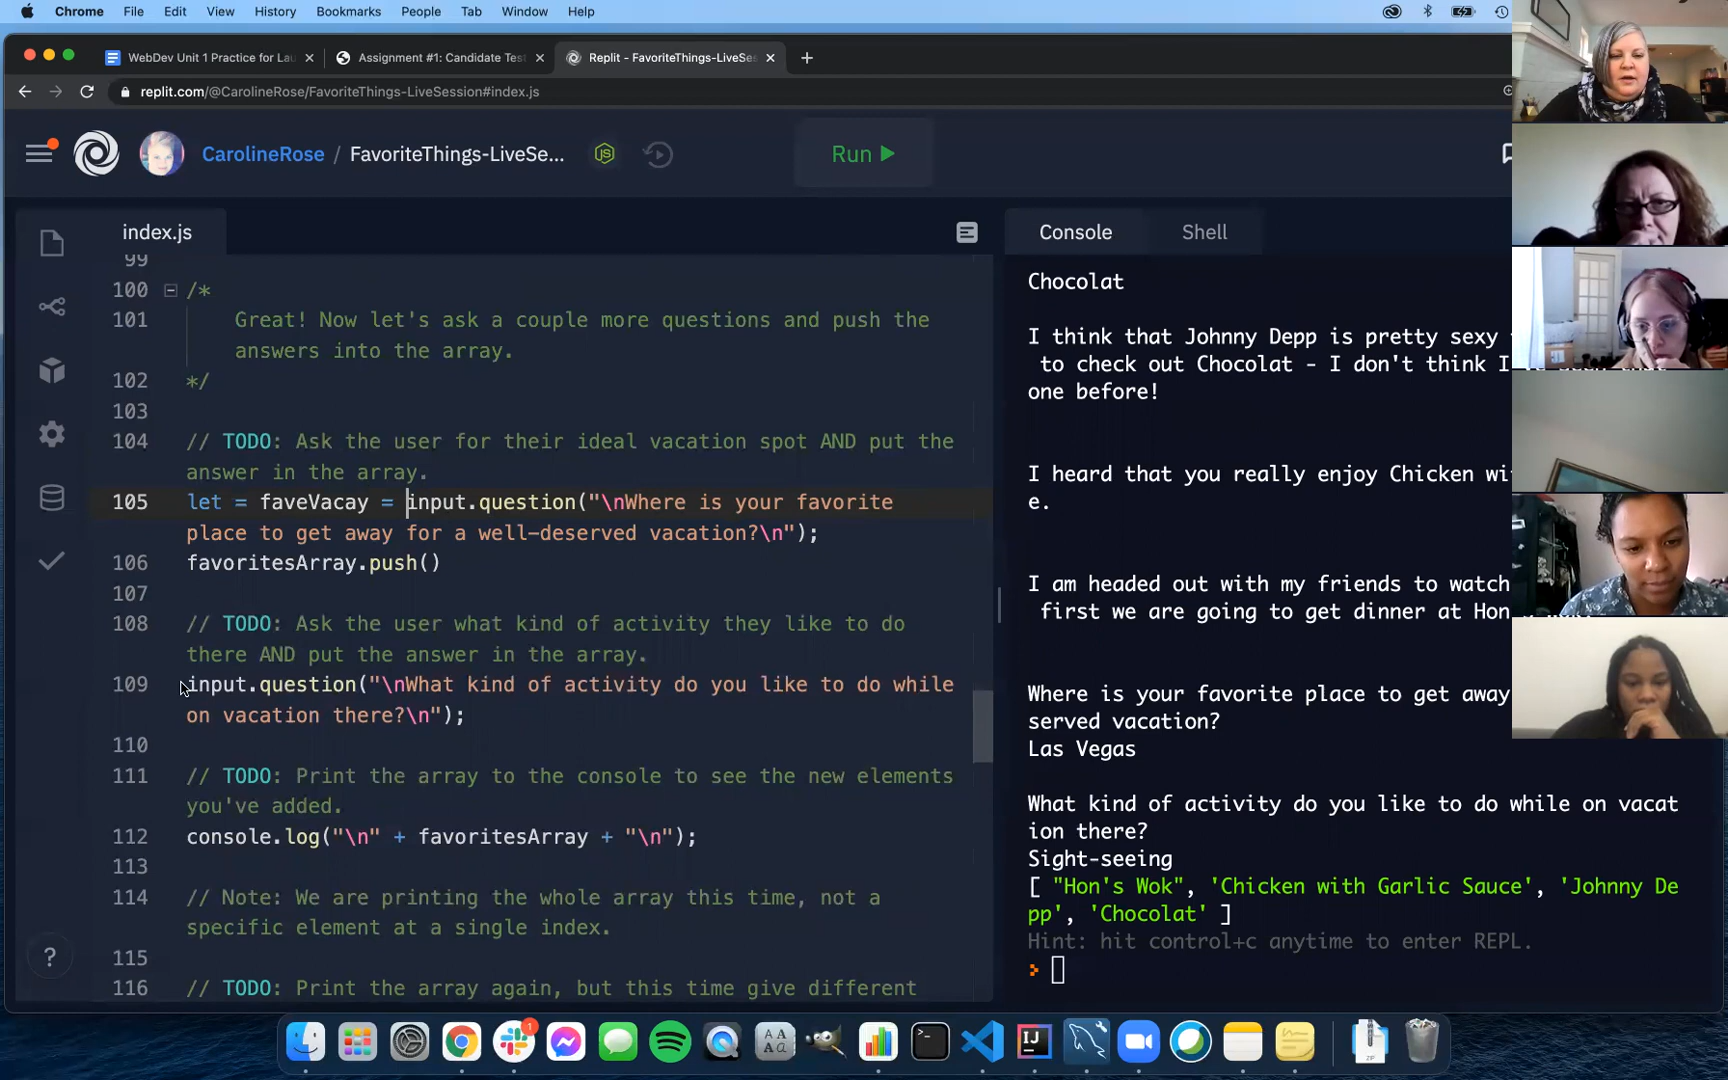 Chrome File Edit View History Bookmarks People Tab Window Help
WebDev Unit 1 Practice for Lau
Assignment #1: Candidate Test
Replit - FavoriteThings-LiveSe
replit.com/@CarolineRose/FavoriteThings-LiveSession#index.js
CarolineRose / FavoriteThings-LiveSe...
Run
index.js
Console Shell
99
100 /*
101 Great! Now let's ask a couple more questions and push the
answers into the array.
102 */
103
104 // TODO: Ask the user for their ideal vacation spot AND put the
answer in the array.
105 let = faveVacay = input.question("\nWhere is your favorite
place to get away for a well-deserved vacation?\n");
106 favoritesArray.push()
107
108 // TODO: Ask the user what kind of activity they like to do
there AND put the answer in the array.
109 input.question("\nWhat kind of activity do you like to do while
on vacation there?\n");
110
111 // TODO: Print the array to the console to see the new elements
you've added.
112 console.log("\n" + favoritesArray + "\n");
113
114 // Note: We are printing the whole array this time, not a
specific element at a single index.
115
116 // TODO: Print the array again, but this time give different
Chocolat
I think that Johnny Depp is pretty sexy
to check out Chocolat - I don't think I
one before!
I heard that you really enjoy Chicken wi
e.
I am headed out with my friends to watch
first we are going to get dinner at Hon
Where is your favorite place to get away
served vacation?
Las Vegas
What kind of activity do you like to do while on vacat
ion there?
Sight-seeing
[ "Hon's Wok", 'Chicken with Garlic Sauce', 'Johnny De
pp', 'Chocolat' ]
Hint: hit control+c anytime to enter REPL.
>
?
1